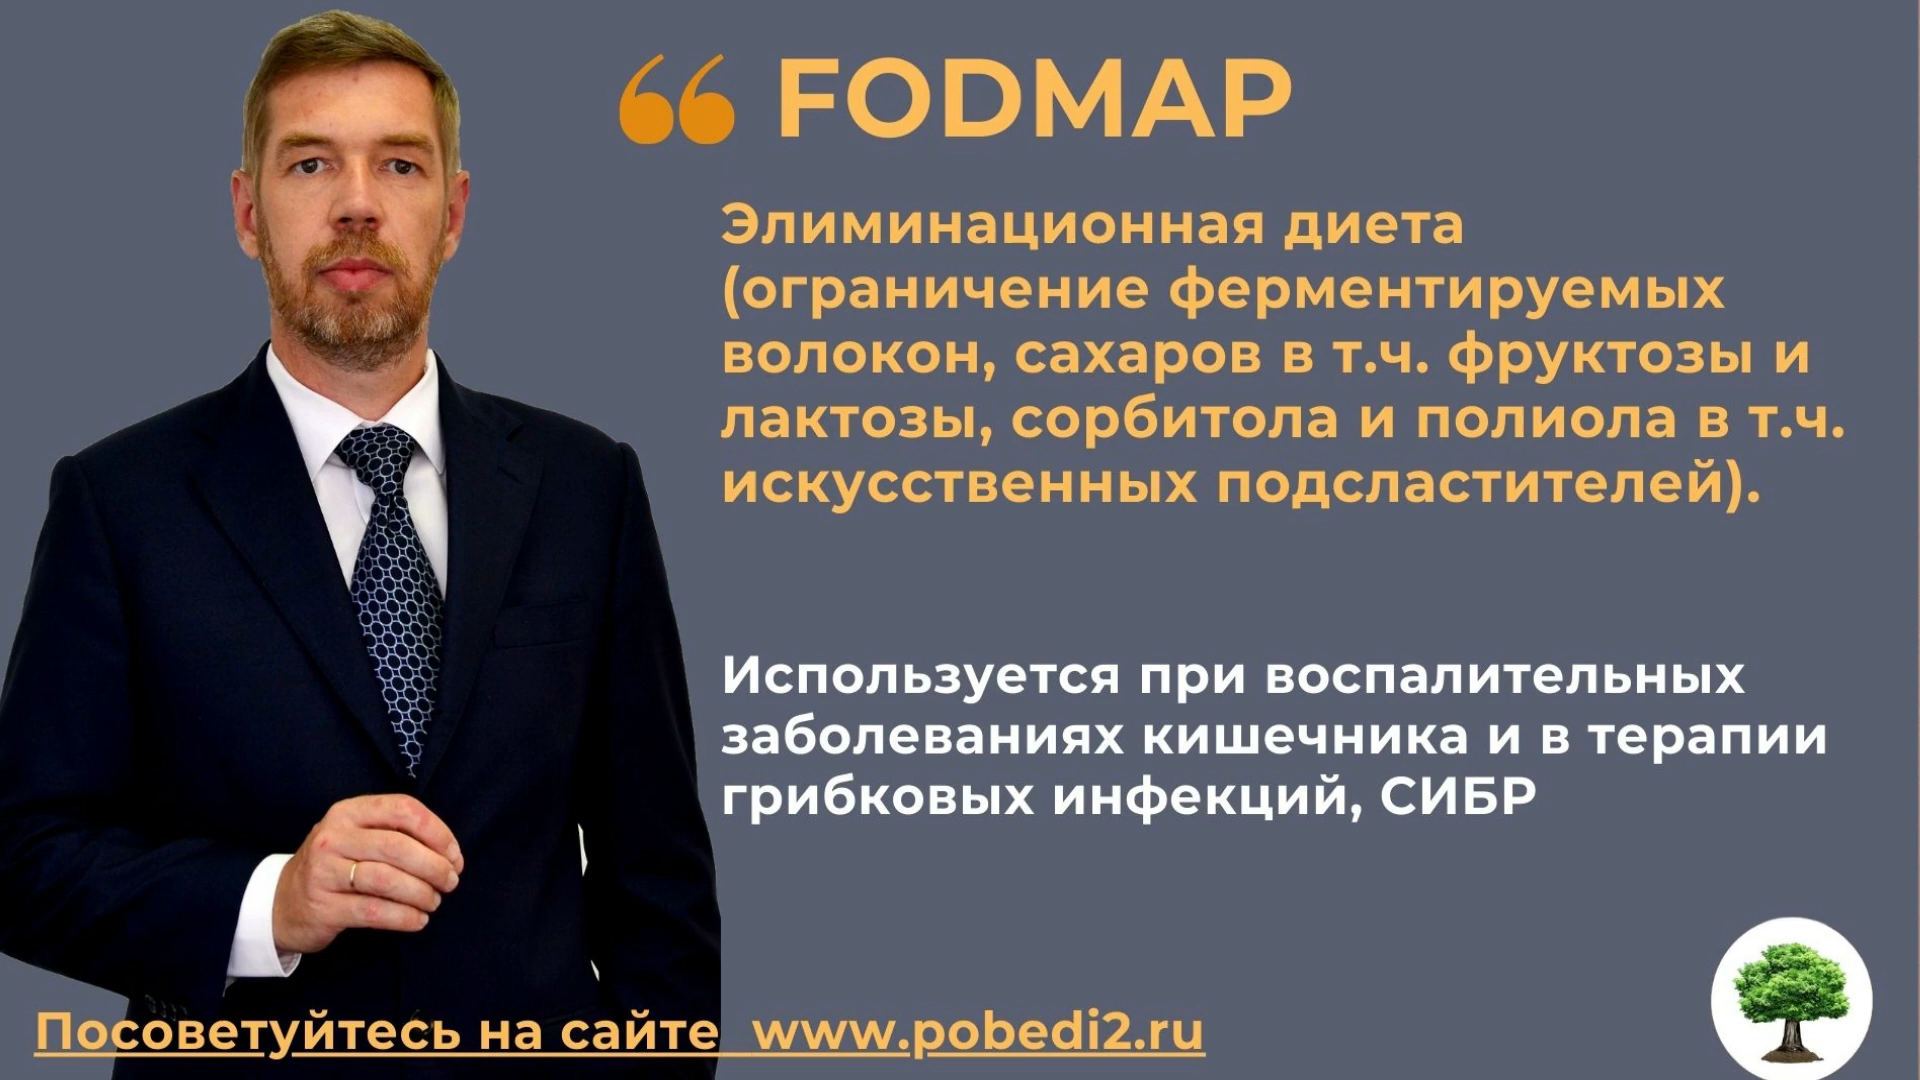 FODMAP
Элиминационная диета
(ограничение ферментируемых
волокон, сахаров в т.ч. фруктозы и
лактозы, сорбитола и полиола в т.ч.
искусственных подсластителей).
Используется при воспалительных
заболеваниях кишечника и в терапии
грибковых инфекций, СИБР
Посоветуйтесь на сайте www.pobedi2.ru